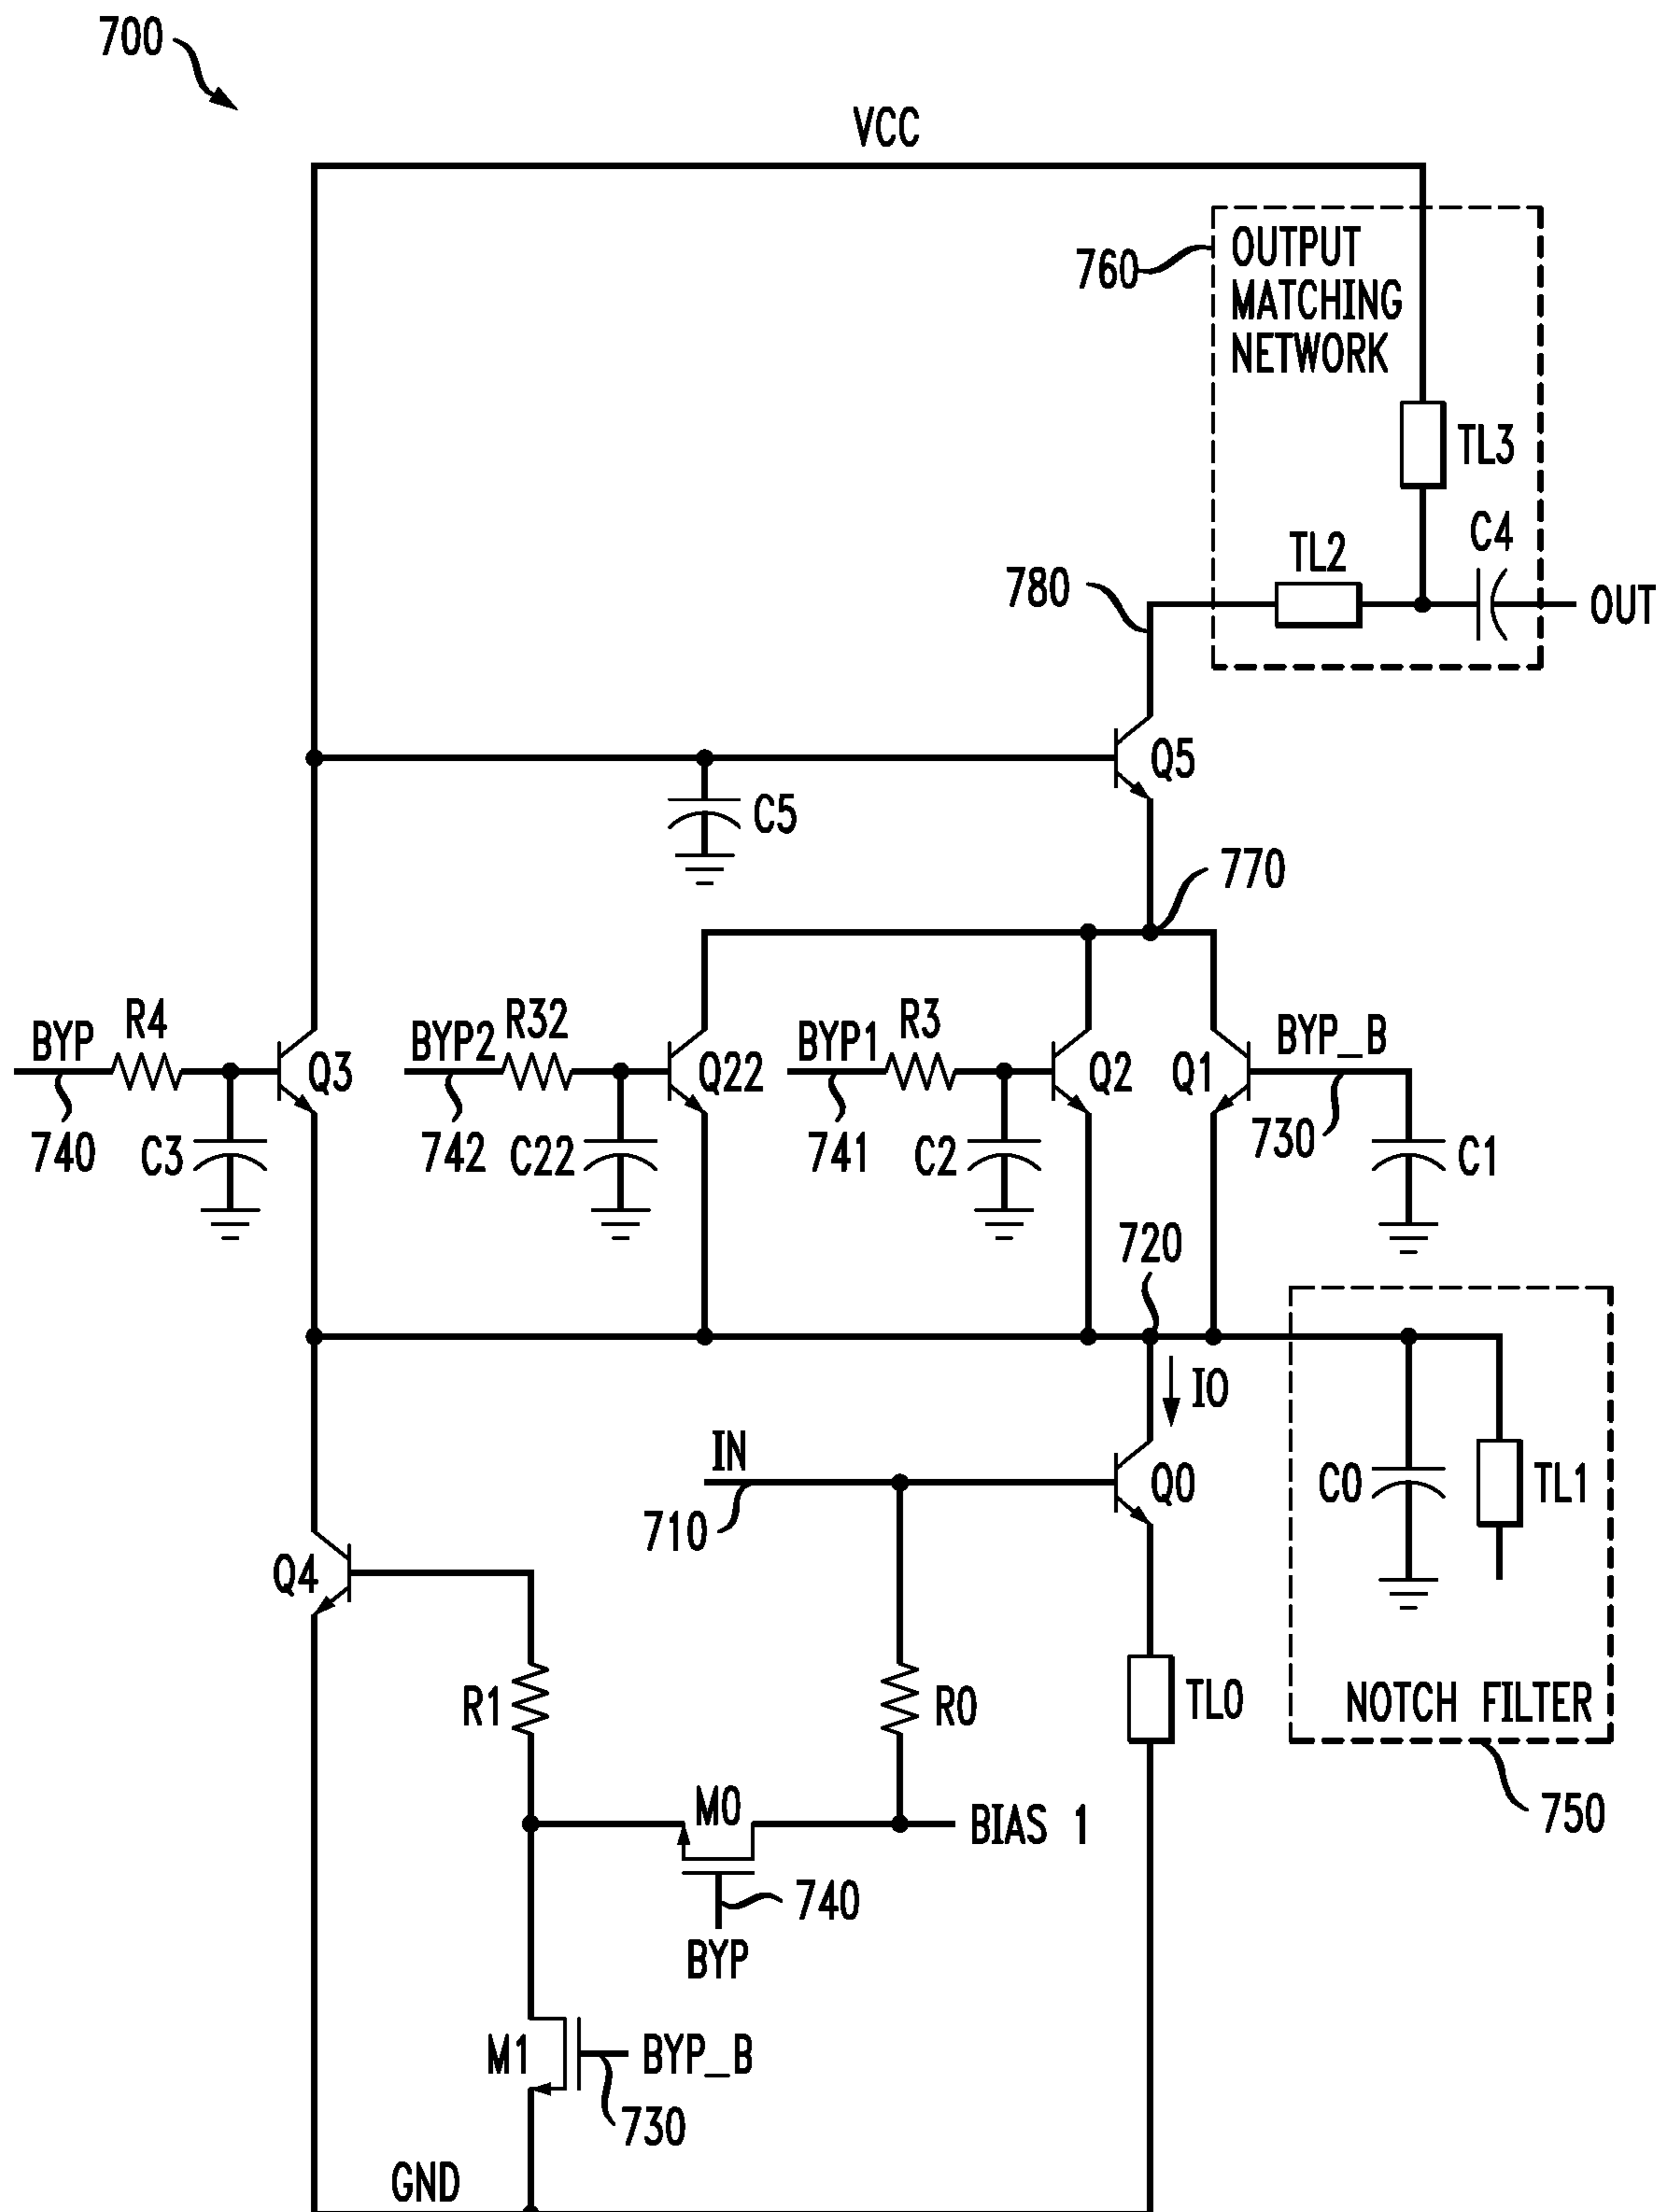 700
VCC
760
OUTPUT
MATCHING
NETWORK
TL3
C4
TL2
780
OUT
Q5
C5
770
BYP
R4
Q3
BYP2
R32
Q22
BYP1
R3
Q2
Q1
BYP_B
740
C3
742
C22
741
C2
730
C1
720
I0
IN
710
Q0
C0
TL1
Q4
R1
R0
TL0
NOTCH FILTER
750
M0
BIAS 1
740
BYP
M1
BYP_B
730
GND